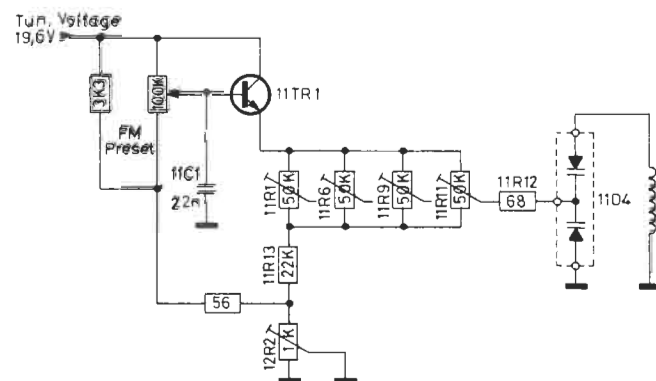 Tun. Voltage
19,6V
3K3
100K
11TR1
FM
Preset
11C1
22n
11R1
50K
11R6
50K
11R9
50K
11R11
50K
11R12
68
11D4
11R13
22K
56
12R2
1K